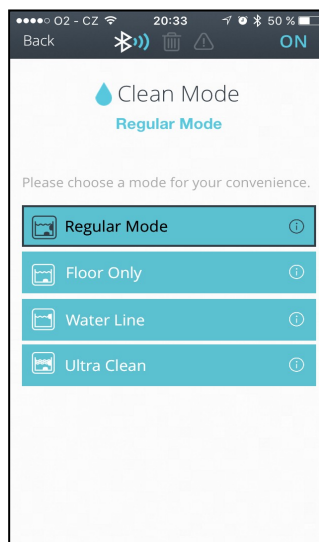 O2 - CZ 20:33 50 %
Back ON
Clean Mode
Regular Mode
Please choose a mode for your convenience.
Regular Mode
Floor Only
Water Line
Ultra Clean